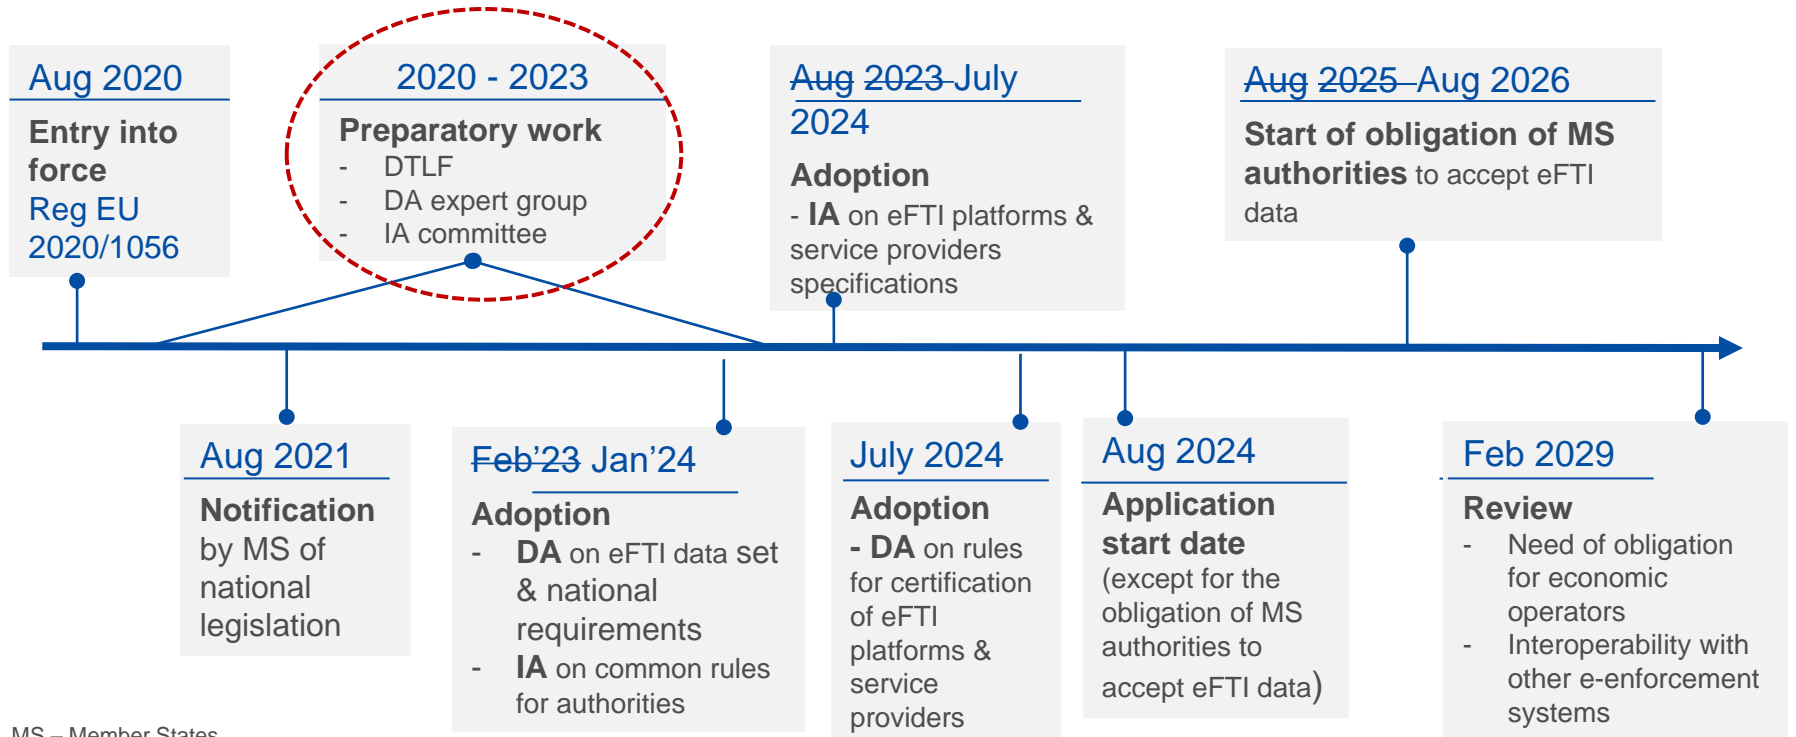 Aug 2020
Entry into
force
Reg EU
2020/1056
2020 - 2023
Preparatory work
- DTLF
- DA expert group
- IA committee
Aug 2023 July
2024
Adoption
- IA on eFTI platforms &
service providers
specifications
Aug 2025 Aug 2026
Start of obligation of MS
authorities to accept eFTI
data
Aug 2021
Notification
by MS of
national
legislation
Feb’23 Jan’24
Adoption
- DA on eFTI data set
& national
requirements
- IA on common rules
for authorities
July 2024
Adoption
- DA on rules
for certification
of eFTI
platforms &
service
providers
Aug 2024
Application
start date
(except for the
obligation of MS
authorities to
accept eFTI data)
Feb 2029
Review
- Need of obligation
for economic
operators
- Interoperability with
other e-enforcement
systems
MS – Member States